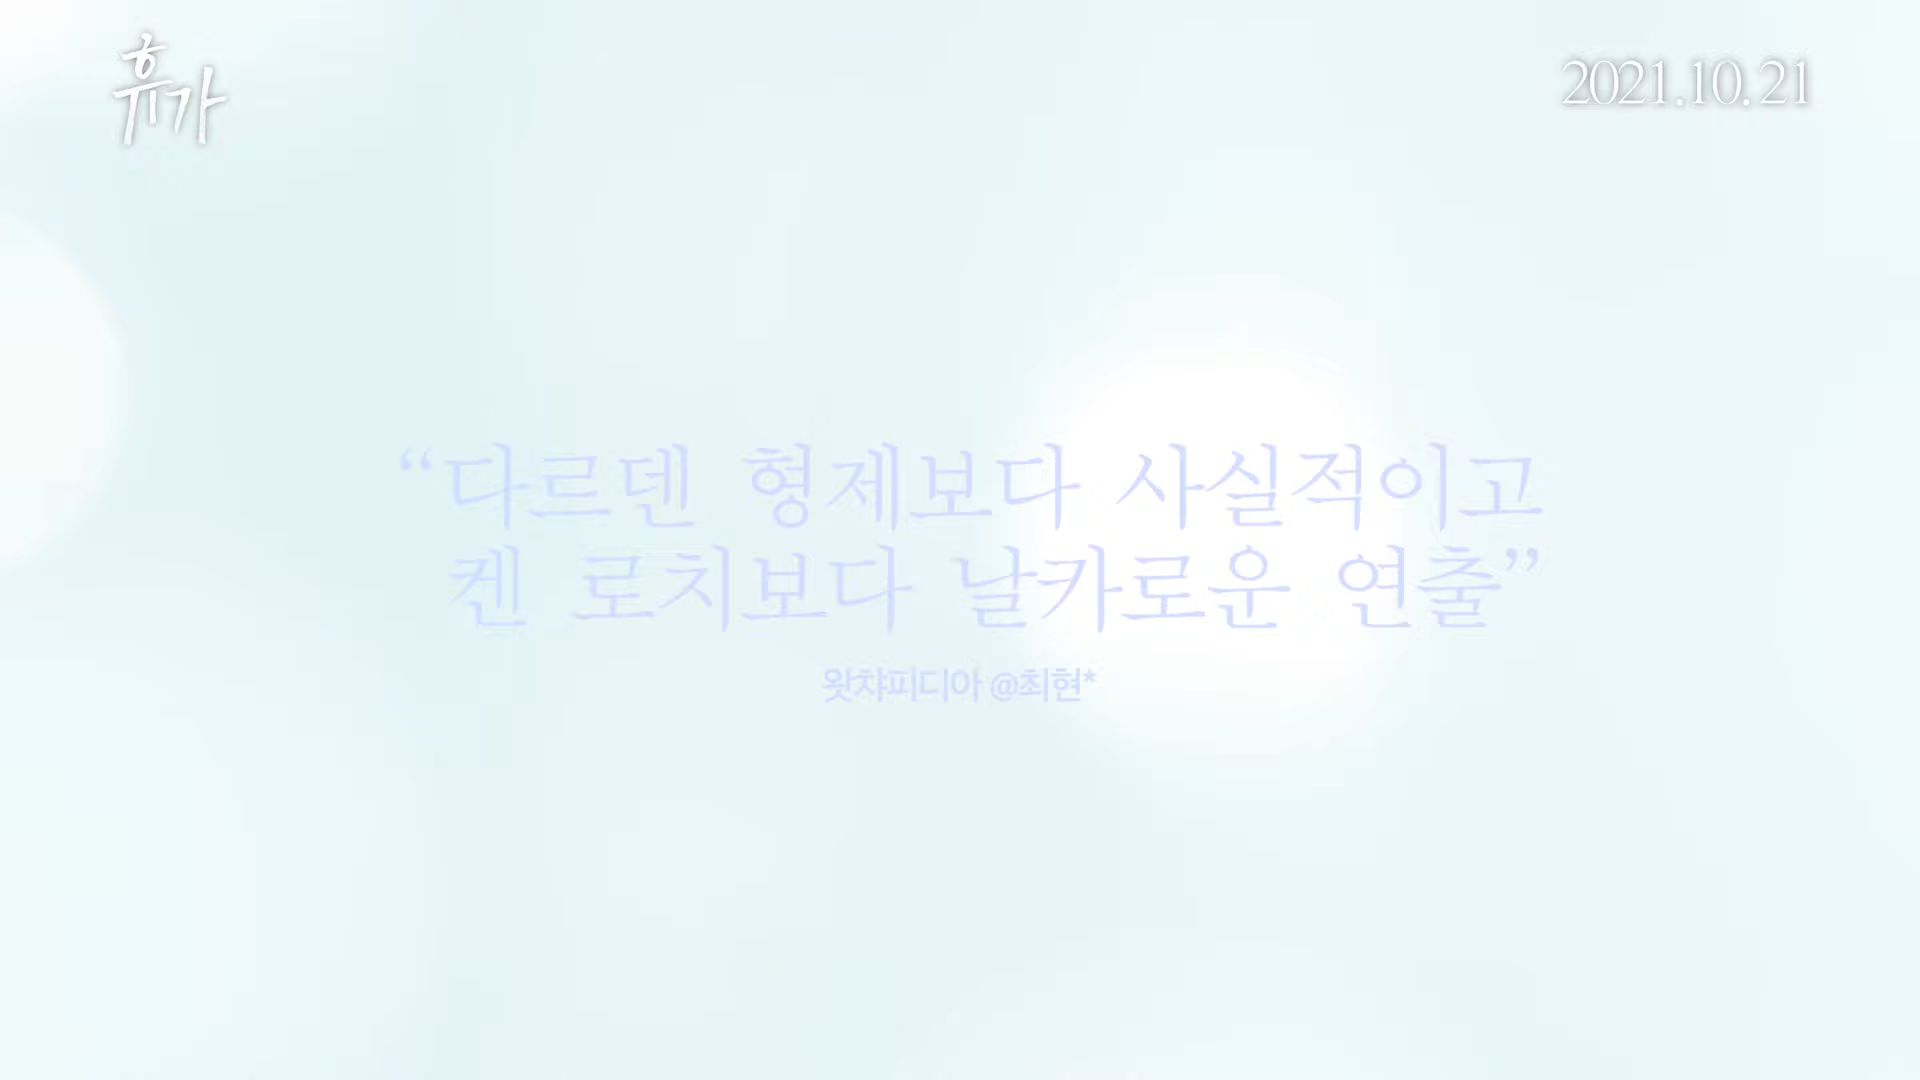 휴가
2021.10.21
“다르덴 형제보다 사실적이고
켄 로치보다 날카로운 연출”
왓챠피디아 @최현*